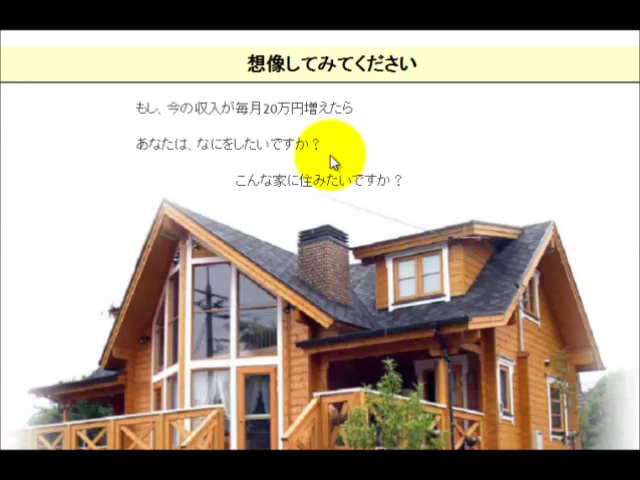 想像してみてください
もし、今の収入が毎月20万円増えたら
あなたは、なにをしたいですか？
こんな家に住みたいですか？